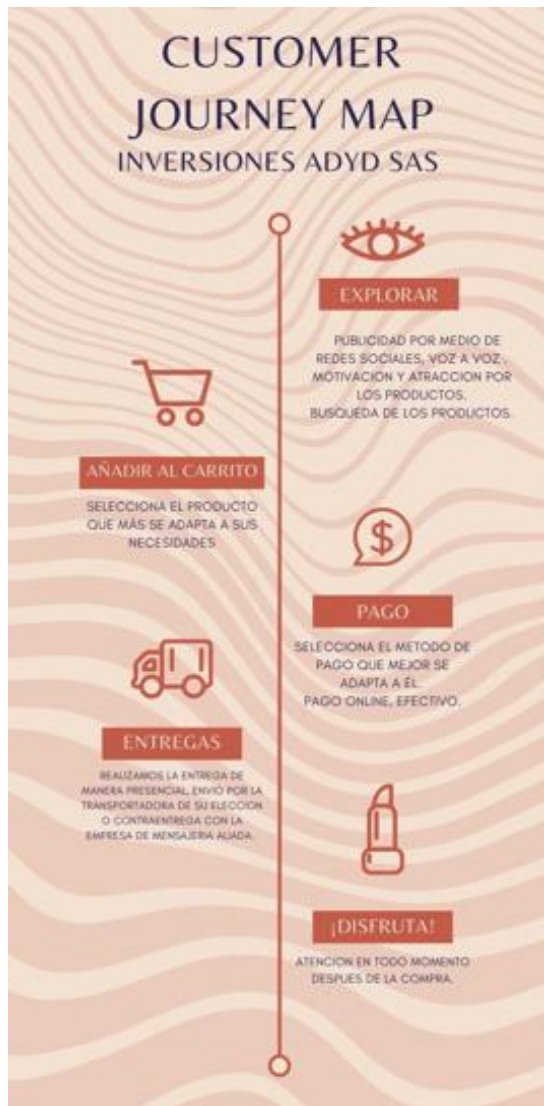 CUSTOMER
JOURNEY MAP
INVERSIONES ADYD SAS
EXPLORAR
PUBLICIDAD POR MEDIO DE
REDES SOCIALES, VOZ A VOZ .
MOTIVACION Y ATRACCION POR
LOS PRODUCTOS.
BUSQUEDA DE LOS PRODUCTOS.
AÑADIR AL CARRITO
SELECCIONA EL PRODUCTO
QUE MÁS SE ADAPTA A SUS
NECESIDADES
$
PAGO
SELECCIONA EL METODO DE
PAGO QUE MEJOR SE
ADAPTA A ÉL.
PAGO ONLINE, EFECTIVO.
ENTREGAS
REALIZAMOS LA ENTREGA DE
MANERA PRESENCIAL, ENVIO POR LA
TRANSPORTADORA DE SU ELECCION
O CONTRAENTREGA CON LA
EMPRESA DE MENSAJERIA ALIADA.
¡DISFRUTA!
ATENCION EN TODO MOMENTO
DESPUES DE LA COMPRA.